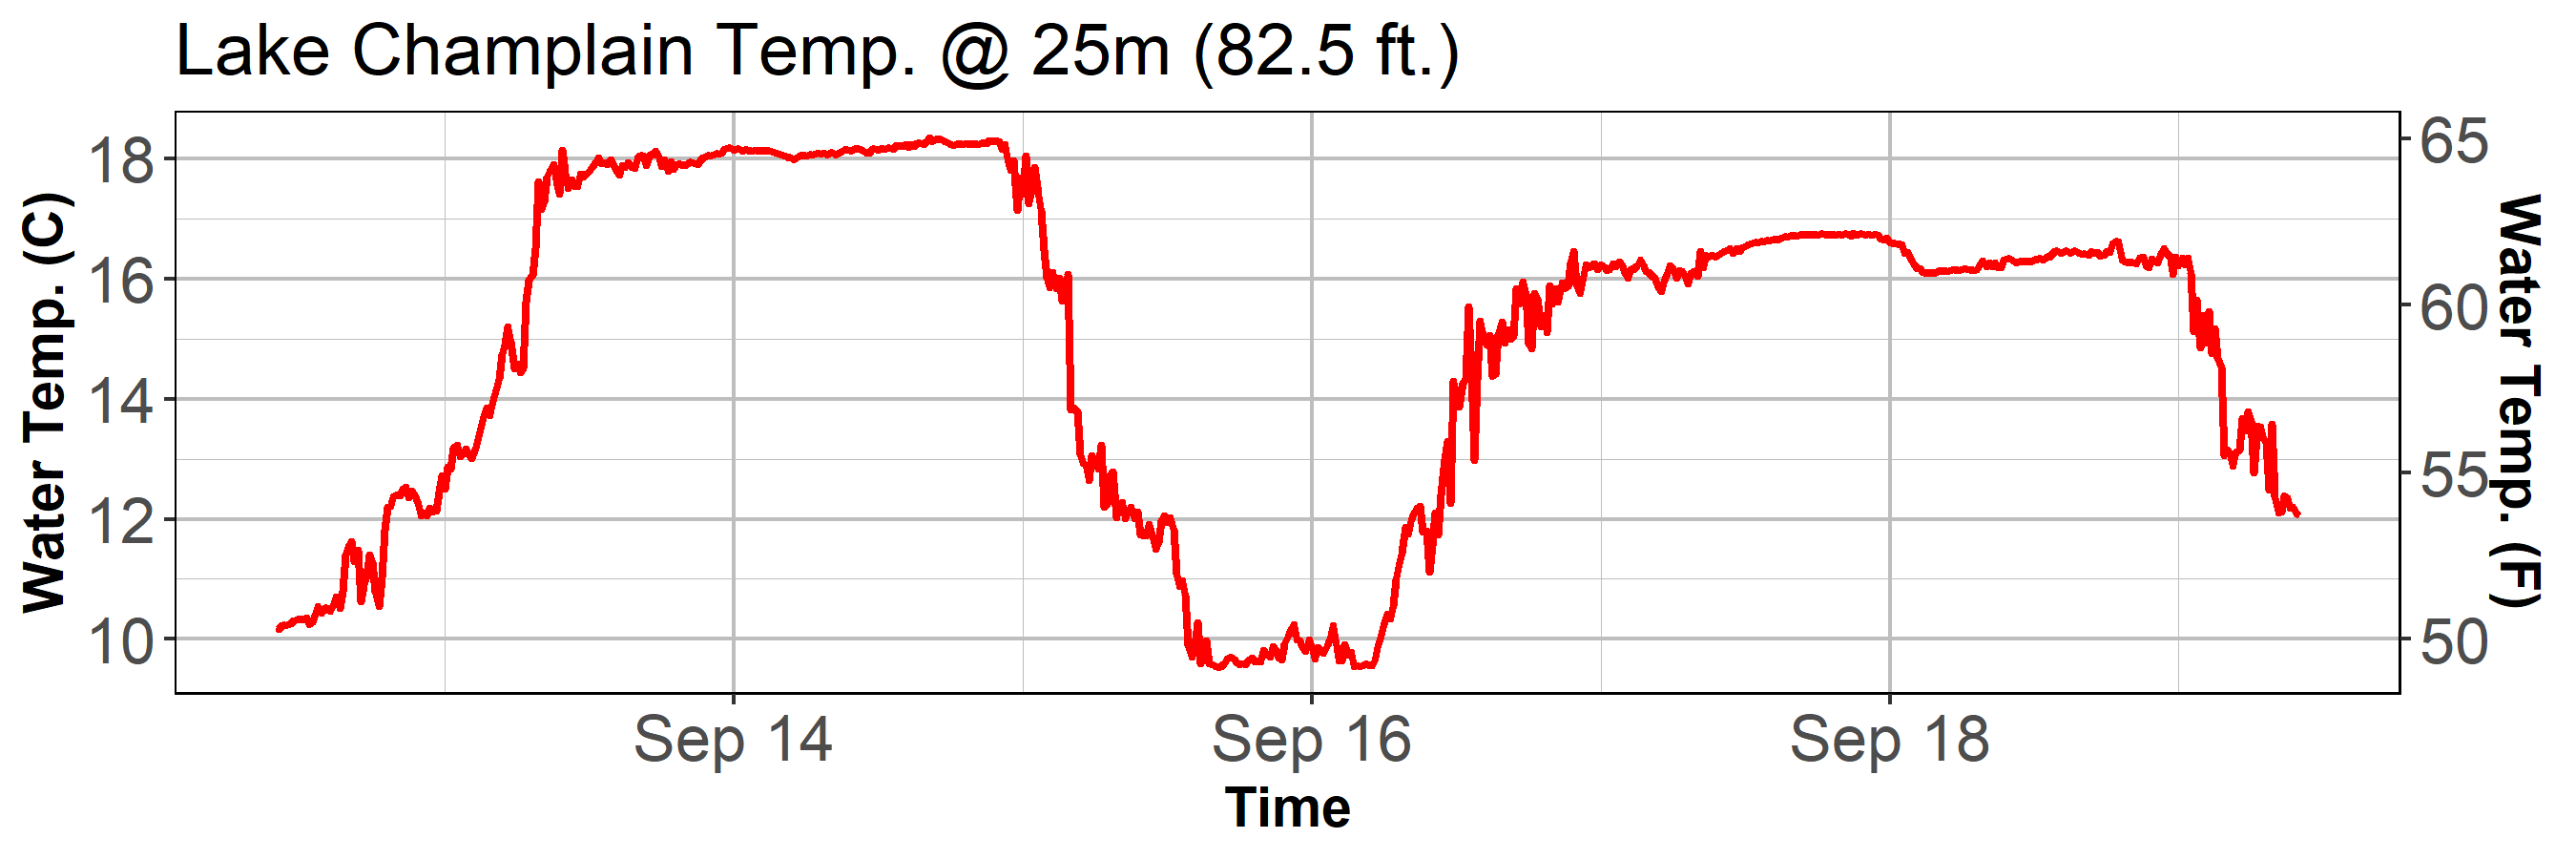 Lake Champlain Temp. @ 25m (82.5 ft.)
Water Temp. (C)
18
16
14
12
10
65
60
55
50
Water Temp. (F)
Sep 14
Sep 16
Sep 18
Time